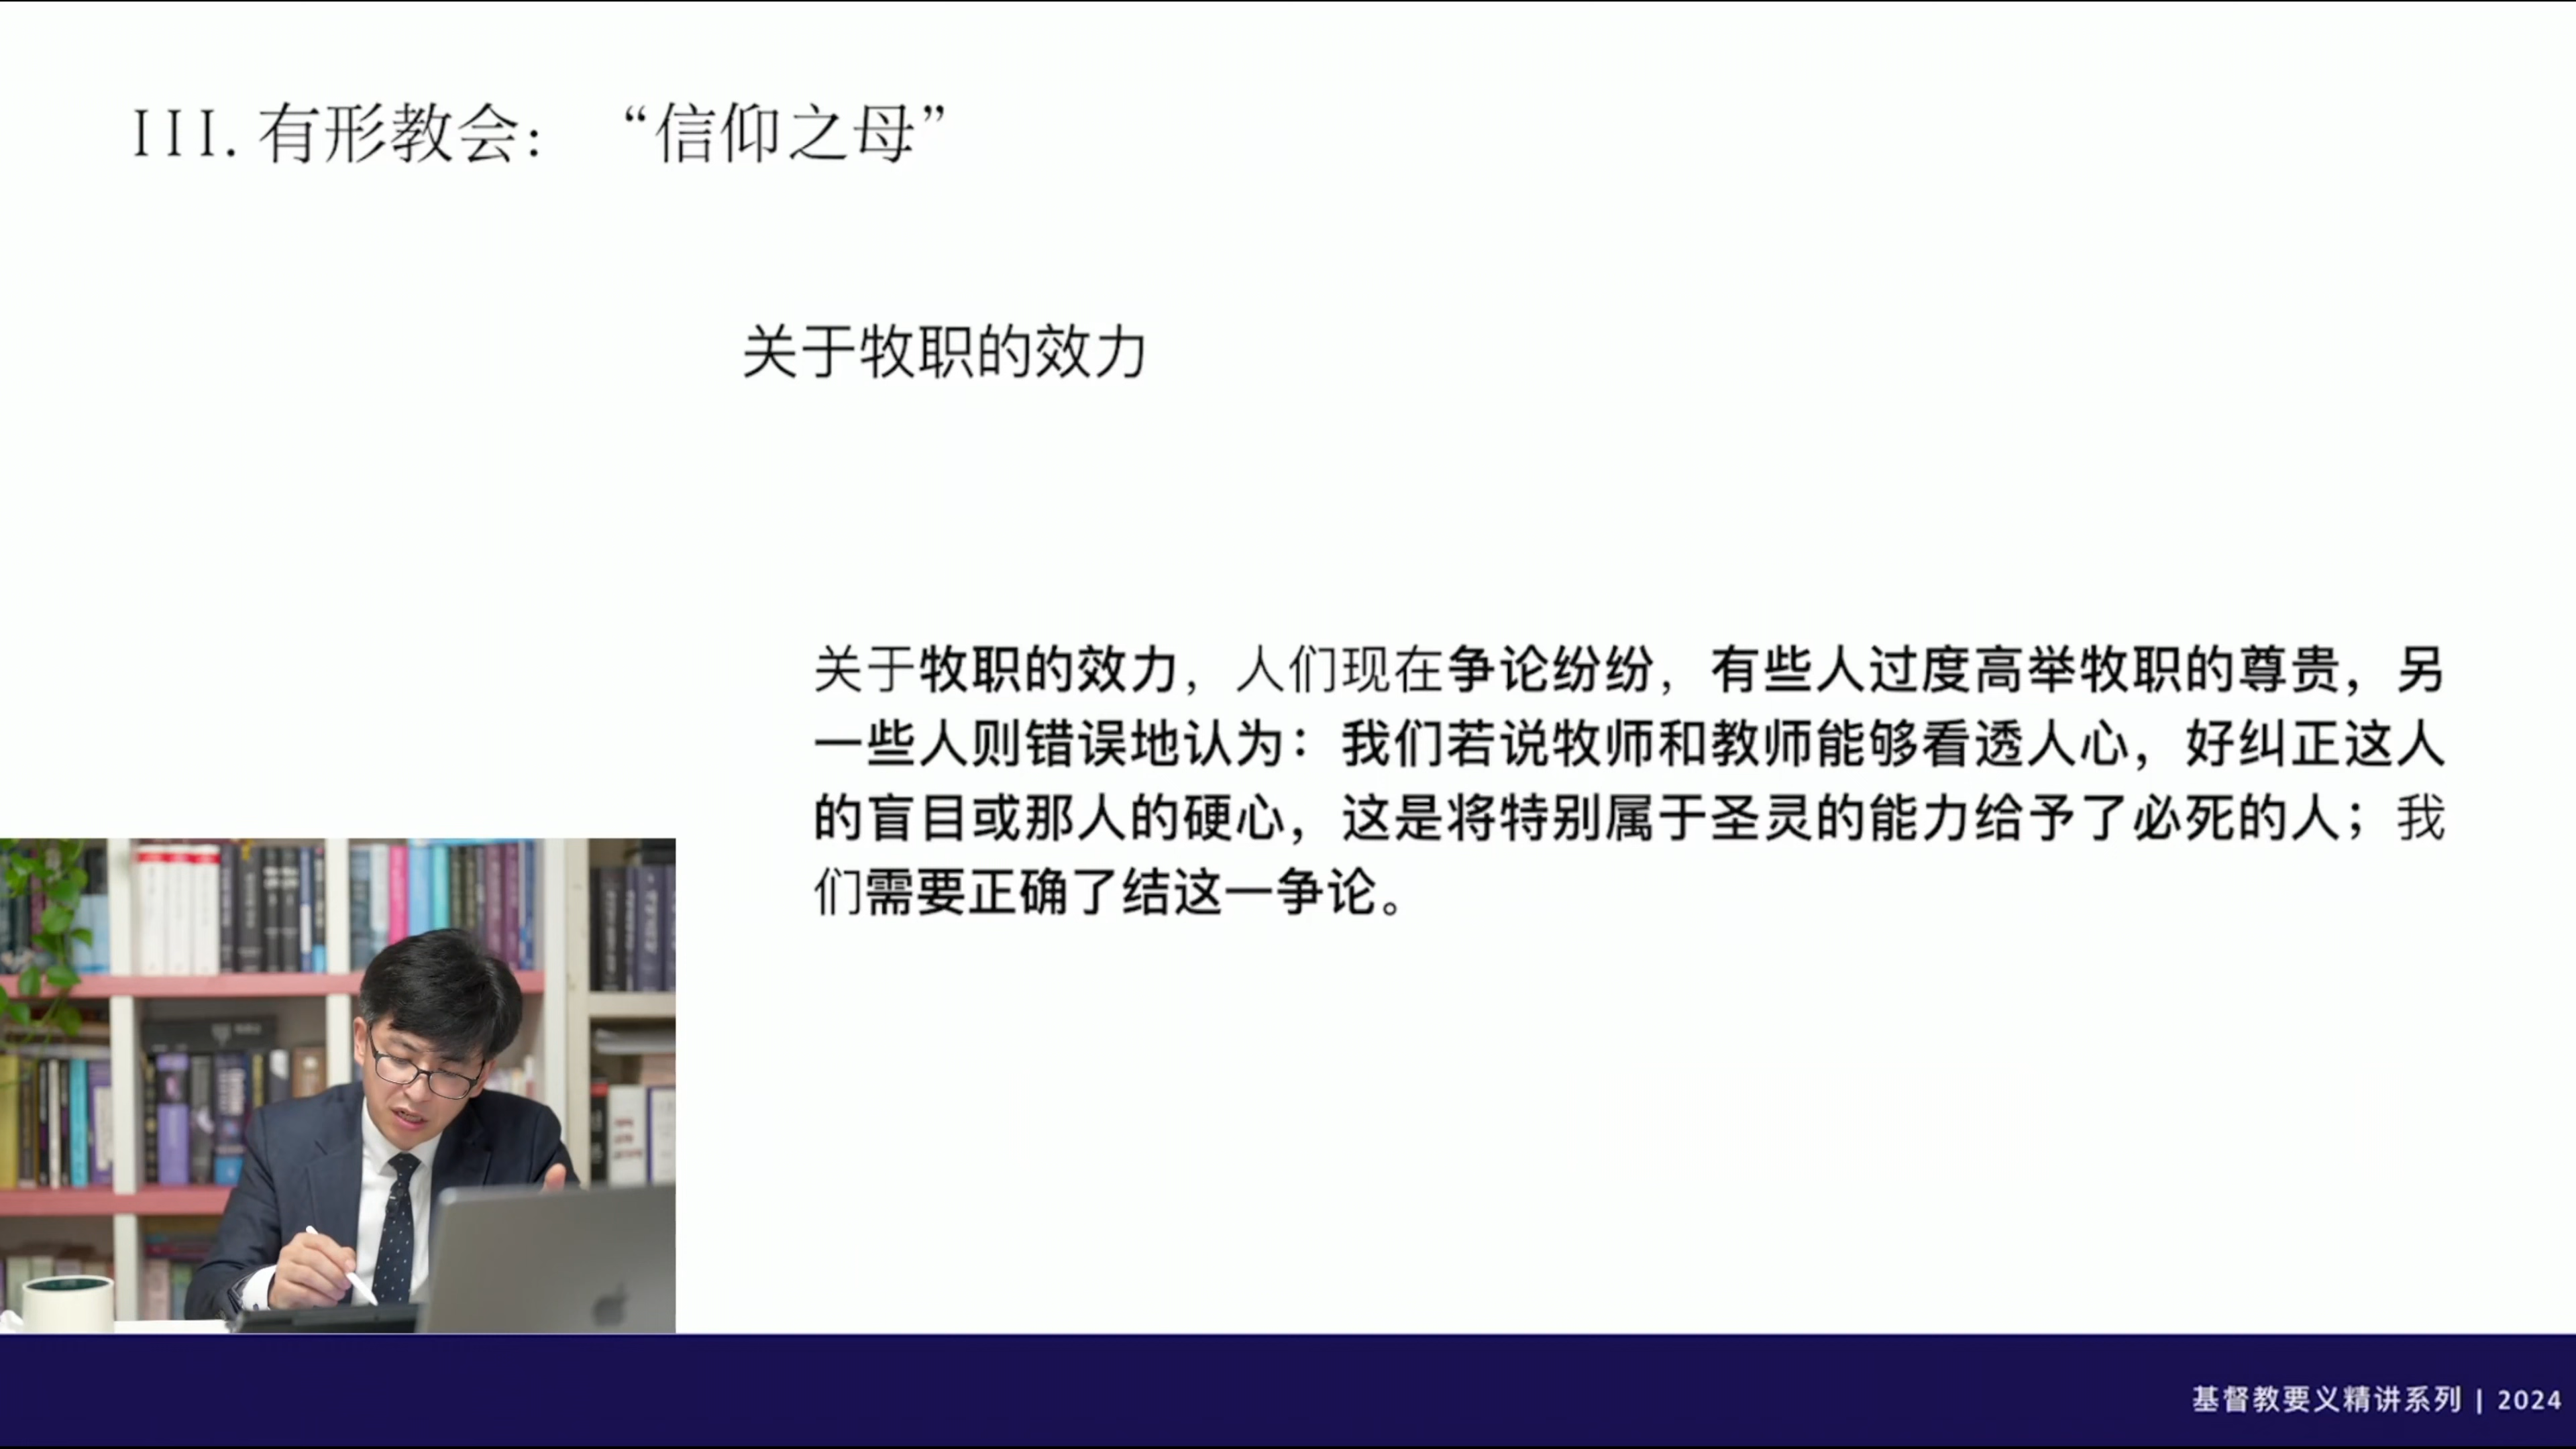 III. 有形教会： “信仰之母”
关于牧职的效力
关于牧职的效力，人们现在争论纷纷，有些人过度高举牧职的尊贵，另
一些人则错误地认为：我们若说牧师和教师能够看透人心，好纠正这人
的盲目或那人的硬心，这是将特别属于圣灵的能力给予了必死的人；我
们需要正确了结这一争论。
基督教要义精讲系列 | 2024